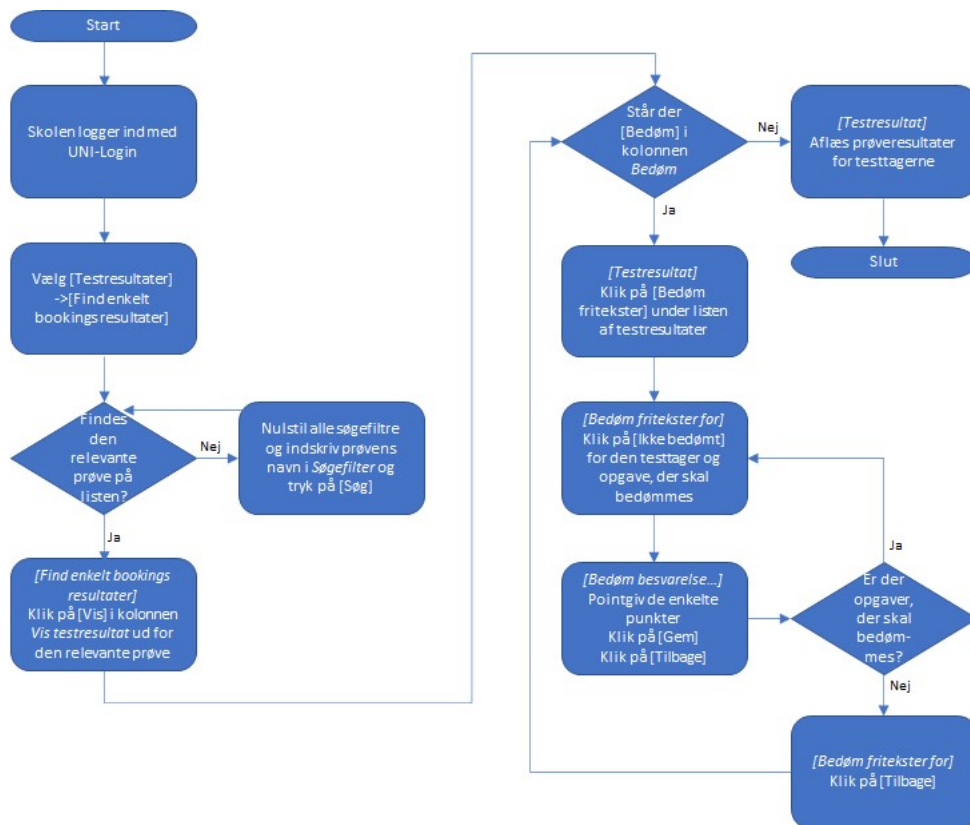 Start
Skolen logger ind med
UNI-Login
Vælg [Testresultater]
->[Find enkelt
bookings resultater]
Findes
den
relevante
prøve på
listen?
Nej
Nulstil alle søgefiltre
og indskriv prøvens
navn i Søgefilter og
tryk på [Søg]
Ja
[Find enkelt bookings
resultater]
Klik på [Vis] i kolonnen
Vis testresultat ud for
den relevante prøve
Står der
[Bedøm] i
kolonnen
Bedøm
Nej
[Testresultat]
Aflæs prøveresultater
for testtagerne
Slut
Ja
[Testresultat]
Klik på [Bedøm
fritekster] under listen
af testresultater
[Bedøm fritekster for]
Klik på [Ikke bedømt]
for den testtager og
opgave, der skal
bedømmes
[Bedøm besvarelse...]
Pointgiv de enkelte
punkter
Klik på [Gem]
Klik på [Tilbage]
Ja
Er der
opgaver,
der skal
bedøm-
mes?
Nej
[Bedøm fritekster for]
Klik på [Tilbage]